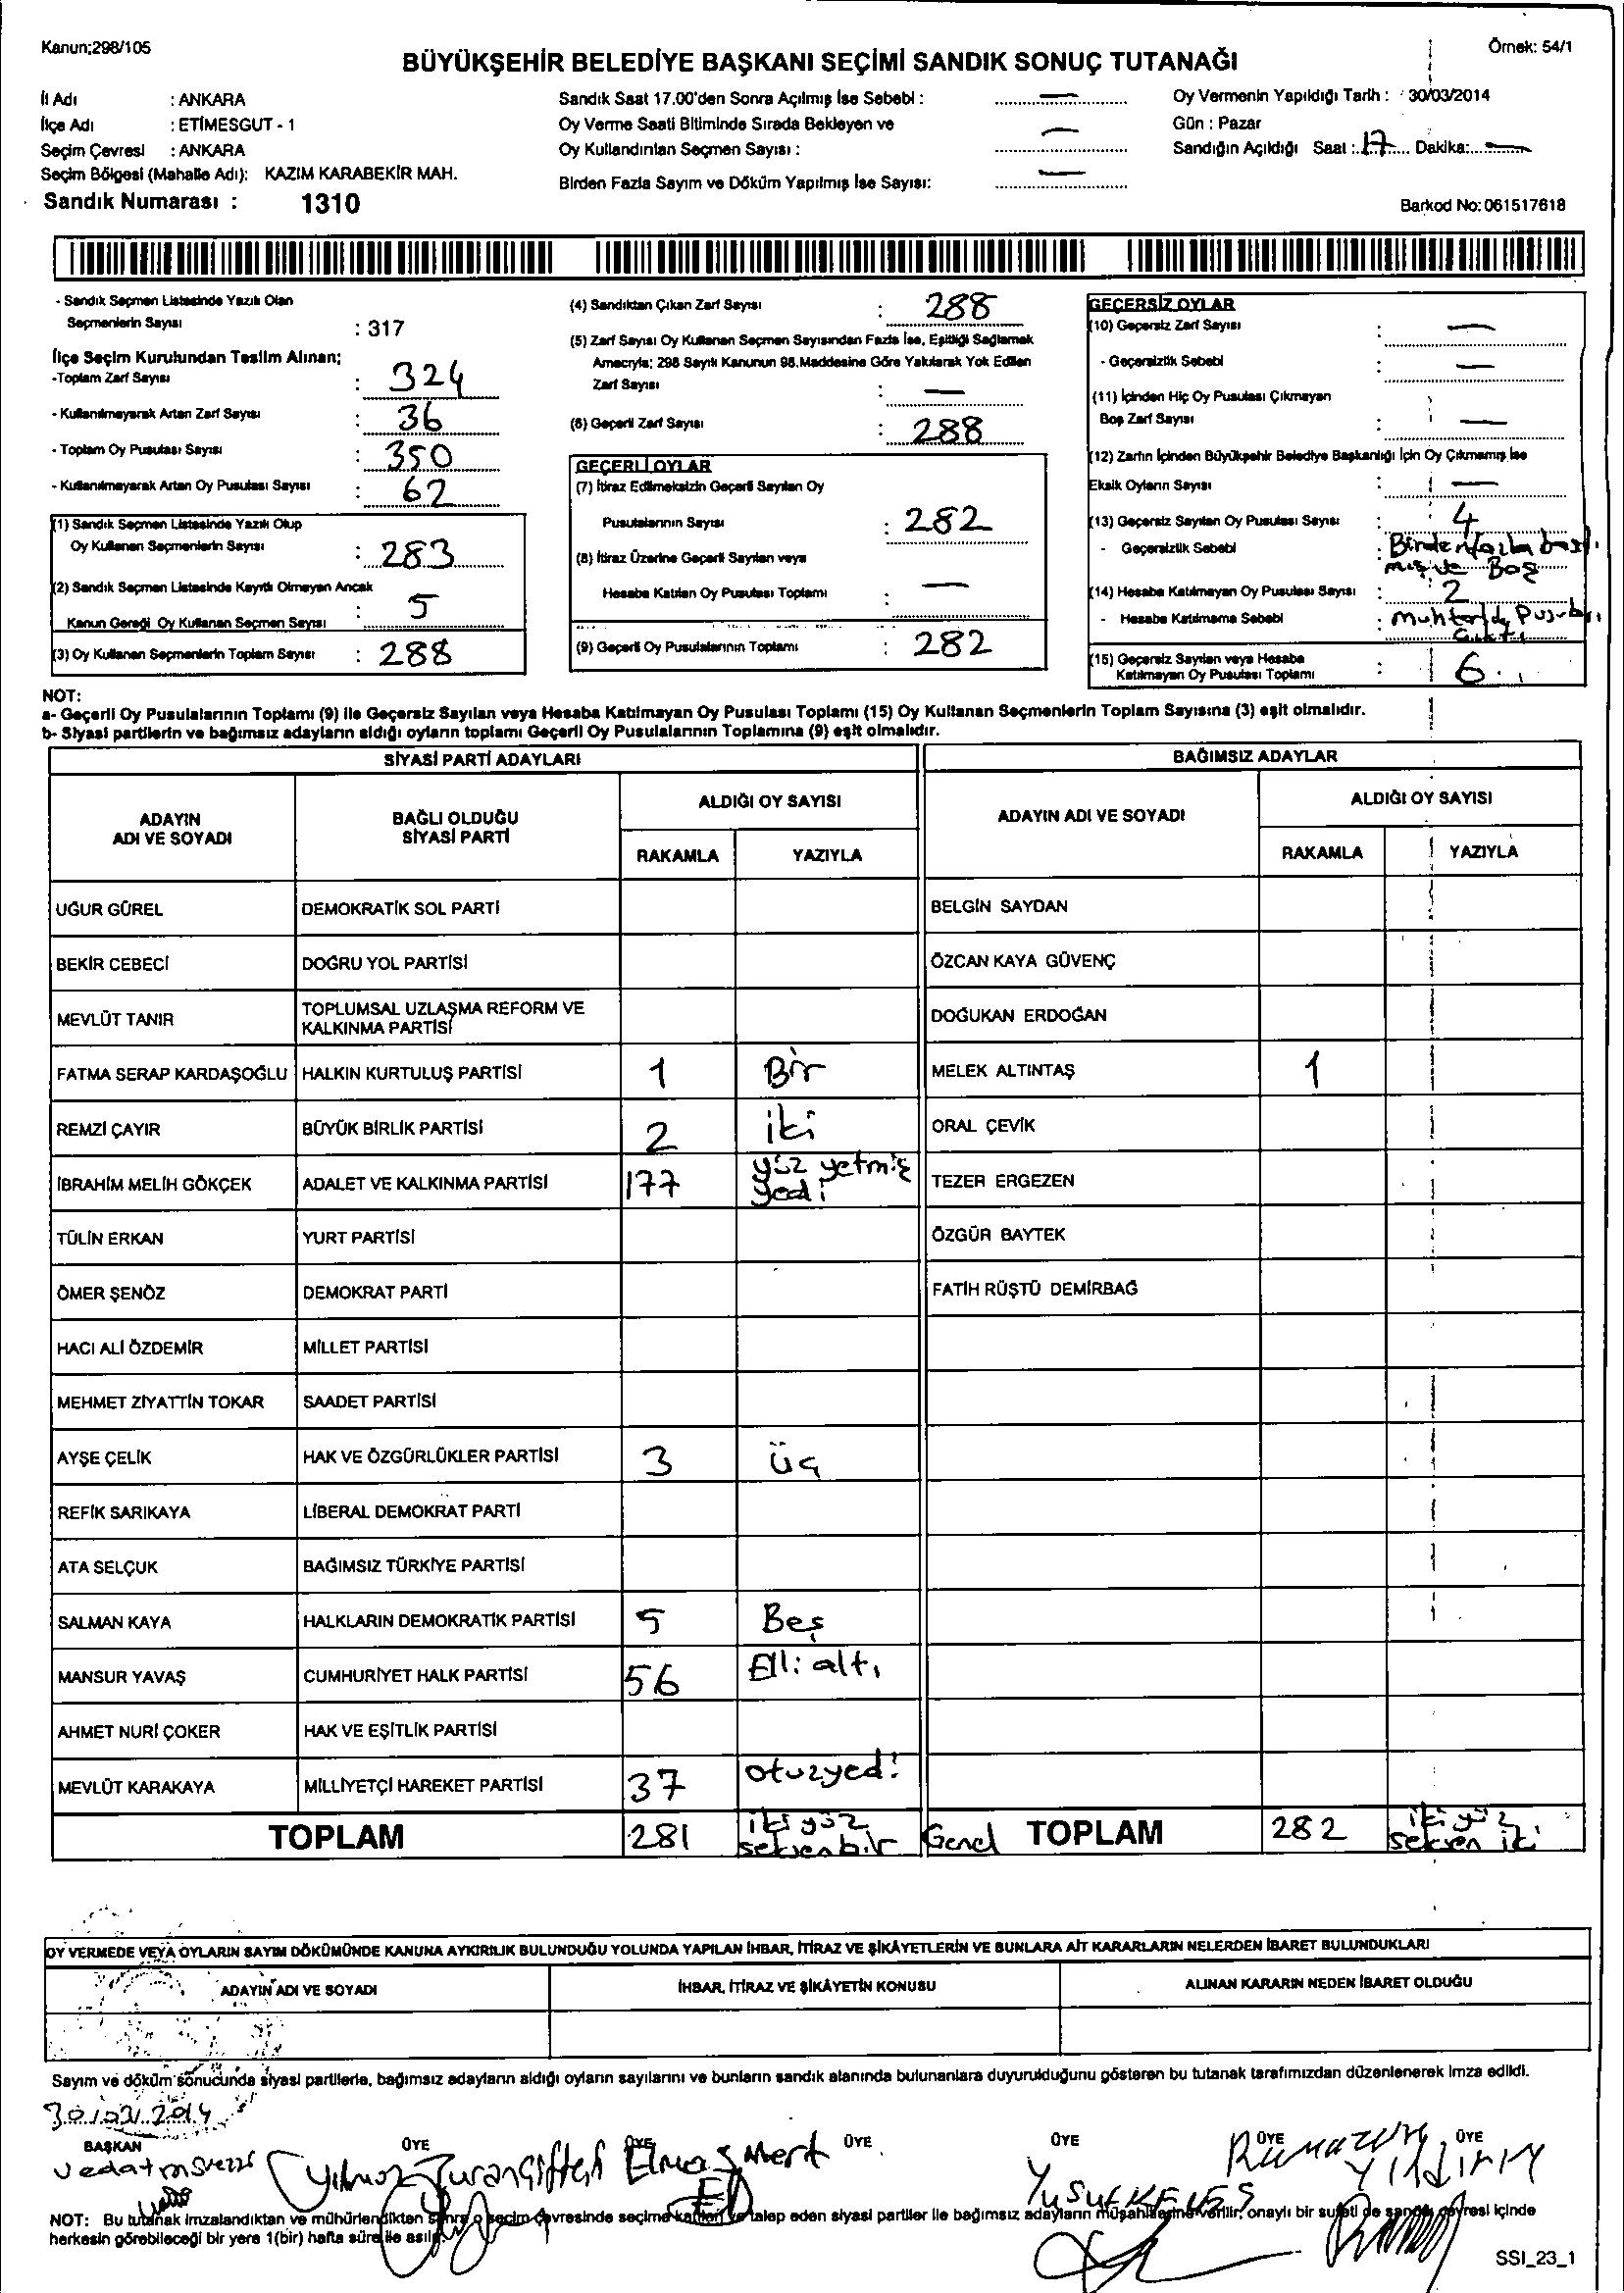 Kanun;298/105
Örnek: 54/1
BÜYÜKŞEHİR BELEDİYE BAŞKANI SEÇİMİ SANDIK SONUÇ TUTANAĞI
İl Adı : ANKARA
İlçe Adı : ETİMESGUT - 1
Seçim Çevresi : ANKARA
Seçim Bölgesi (Mahalle Adı): KAZIM KARABEKİR MAH.
Sandık Numarası : 1310
Sandık Saat 17.00'den Sonra Açılmış İse Sebebi : —
Oy Verme Saati Bitiminde Sırada Bekleyen ve
Oy Kullandırılan Seçmen Sayısı : —
Birden Fazla Sayım ve Döküm Yapılmış İse Sayısı: —
Oy Vermenin Yapıldığı Tarih : 30/03/2014
Gün : Pazar
Sandığın Açıldığı Saat : 17 Dakika: —
Barkod No: 061517618
- Sandık Seçmen Listesinde Yazılı Olan
Seçmenlerin Sayısı : 317
İlçe Seçim Kurulundan Teslim Alınan;
-Toplam Zarf Sayısı : 324
- Kullanılmayarak Artan Zarf Sayısı : 36
- Toplam Oy Pusulası Sayısı : 350
- Kullanılmayarak Artan Oy Pusulası Sayısı : 62
(1) Sandık Seçmen Listesinde Yazılı Olup
Oy Kullanan Seçmenlerin Sayısı : 283
(2) Sandık Seçmen Listesinde Kayıtlı Olmayan Ancak
Kanun Gereği Oy Kullanan Seçmen Sayısı : 5
(3) Oy Kullanan Seçmenlerin Toplam Sayısı : 288
(4) Sandıktan Çıkan Zarf Sayısı : 288
(5) Zarf Sayısı Oy Kullanan Seçmen Sayısından Fazla İse, Eşitliği Sağlamak
Amacıyla; 298 Sayılı Kanunun 98.Maddesine Göre Yakılarak Yok Edilen
Zarf Sayısı : —
(6) Geçerli Zarf Sayısı : 288
GEÇERLİ OYLAR
(7) İtiraz Edilmeksizin Geçerli Sayılan Oy
Pusulalarının Sayısı : 282
(8) İtiraz Üzerine Geçerli Sayılan veya
Hesaba Katılan Oy Pusulası Toplamı : —
(9) Geçerli Oy Pusulalarının Toplamı : 282
GEÇERSİZ OYLAR
(10) Geçersiz Zarf Sayısı : —
- Geçersizlik Sebebi : —
(11) İçinden Hiç Oy Pusulası Çıkmayan
Boş Zarf Sayısı : —
(12) Zarfın İçinden Büyükşehir Belediye Başkanlığı İçin Oy Çıkmamış İse
Eksik Oyların Sayısı : —
(13) Geçersiz Sayılan Oy Pusulası Sayısı : 4
- Geçersizlik Sebebi : Birden fazla basıl
mış ve Boş
(14) Hesaba Katılmayan Oy Pusulası Sayısı : 2
- Hesaba Katılmama Sebebi : muhtarlık Pusulası
çıktı
(15) Geçersiz Sayılan veya Hesaba
Katılmayan Oy Pusulası Toplamı : 6
NOT:
a- Geçerli Oy Pusulalarının Toplamı (9) ile Geçersiz Sayılan veya Hesaba Katılmayan Oy Pusulası Toplamı (15) Oy Kullanan Seçmenlerin Toplam Sayısına (3) eşit olmalıdır.
b- Siyasi partilerin ve bağımsız adayların aldığı oyların toplamı Geçerli Oy Pusulalarının Toplamına (9) eşit olmalıdır.
SİYASİ PARTİ ADAYLARI
BAĞIMSIZ ADAYLAR
ADAYIN
ADI VE SOYADI
BAĞLI OLDUĞU
SİYASİ PARTİ
ALDIĞI OY SAYISI
RAKAMLA YAZIYLA
ADAYIN ADI VE SOYADI
ALDIĞI OY SAYISI
RAKAMLA YAZIYLA
UĞUR GÜREL DEMOKRATİK SOL PARTİ BELGİN SAYDAN
BEKİR CEBECİ DOĞRU YOL PARTİSİ ÖZCAN KAYA GÜVENÇ
MEVLÜT TANIR TOPLUMSAL UZLAŞMA REFORM VE
KALKINMA PARTİSİ DOĞUKAN ERDOĞAN
FATMA SERAP KARDAŞOĞLU HALKIN KURTULUŞ PARTİSİ 1 Bir MELEK ALTINTAŞ 1
REMZİ ÇAYIR BÜYÜK BİRLİK PARTİSİ 2 iki ORAL ÇEVİK
İBRAHİM MELİH GÖKÇEK ADALET VE KALKINMA PARTİSİ 177 yüz yetmiş
yedi TEZER ERGEZEN
TÜLİN ERKAN YURT PARTİSİ ÖZGÜR BAYTEK
ÖMER ŞENÖZ DEMOKRAT PARTİ FATİH RÜŞTÜ DEMİRBAĞ
HACI ALİ ÖZDEMİR MİLLET PARTİSİ
MEHMET ZİYATTİN TOKAR SAADET PARTİSİ
AYŞE ÇELİK HAK VE ÖZGÜRLÜKLER PARTİSİ 3 üç
REFİK SARIKAYA LİBERAL DEMOKRAT PARTİ
ATA SELÇUK BAĞIMSIZ TÜRKİYE PARTİSİ
SALMAN KAYA HALKLARIN DEMOKRATİK PARTİSİ 5 Beş
MANSUR YAVAŞ CUMHURİYET HALK PARTİSİ 56 Elli altı
AHMET NURİ ÇOKER HAK VE EŞİTLİK PARTİSİ
MEVLÜT KARAKAYA MİLLİYETÇİ HAREKET PARTİSİ 37 otuzyedi
TOPLAM 281 iki yüz
seksen bir Genel TOPLAM 282 iki yüz
seksen iki
OY VERMEDE VEYA OYLARIN SAYIM DÖKÜMÜNDE KANUNA AYKIRILIK BULUNDUĞU YOLUNDA YAPILAN İHBAR, İTİRAZ VE ŞİKÂYETLERİN VE BUNLARA AİT KARARLARIN NELERDEN İBARET BULUNDUKLARI
ADAYIN ADI VE SOYADI İHBAR, İTİRAZ VE ŞİKÂYETİN KONUSU ALINAN KARARIN NEDEN İBARET OLDUĞU
Sayım ve döküm sonucunda siyasi partilerle, bağımsız adayların aldığı oyların sayılarını ve bunların sandık alanında bulunanlara duyurulduğunu gösteren bu tutanak tarafımızdan düzenlenerek imza edildi.
30/03/2014
BAŞKAN ÜYE ÜYE ÜYE ÜYE ÜYE ÜYE
Vedat Yılmaz Turan Çiftçi Elmas Mert Yusuf KELEŞ Ramazan YILDIRIM
NOT: Bu tutanak imzalandıktan ve mühürlendikten sonra o seçim çevresinde seçime katılan ve talep eden siyasi partiler ile bağımsız adayların müşahitlerine verilir, onaylı bir sureti de sandık çevresi içinde
herkesin görebileceği bir yere 1(bir) hafta süre ile asılır.
SSI_23_1